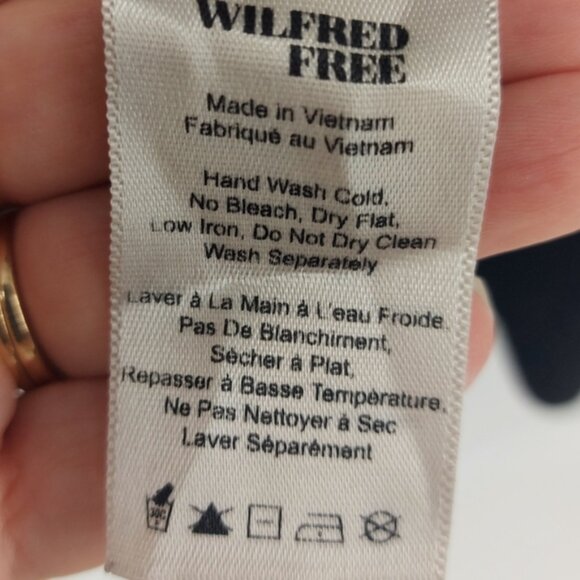 WILFRED
FREE
Made in Vietnam
Fabriqué au Vietnam
Hand Wash Cold,
No Bleach, Dry Flat,
Low Iron, Do Not Dry Clean
Wash Separately
Laver à La Main à L'eau Froide,
Pas De Blanchiment,
Sécher à Plat,
Repasser à Basse Température,
Ne Pas Nettoyer à Sec
Laver Séparément
30C